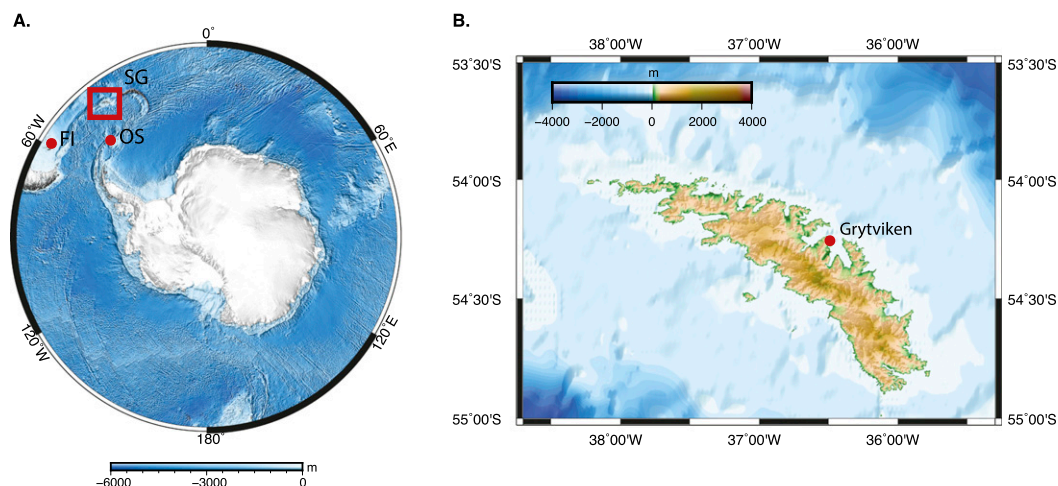 A.
0˚
SG
60˚W
FI
OS
60˚E
120˚W
120˚E
180˚
m
−6000
−3000
0
B.
38˚00'W
37˚00'W
36˚00'W
53˚30'S
53˚30'S
m
−4000
−2000
0
2000
4000
54˚00'S
54˚00'S
Grytviken
54˚30'S
54˚30'S
55˚00'S
55˚00'S
38˚00'W
37˚00'W
36˚00'W